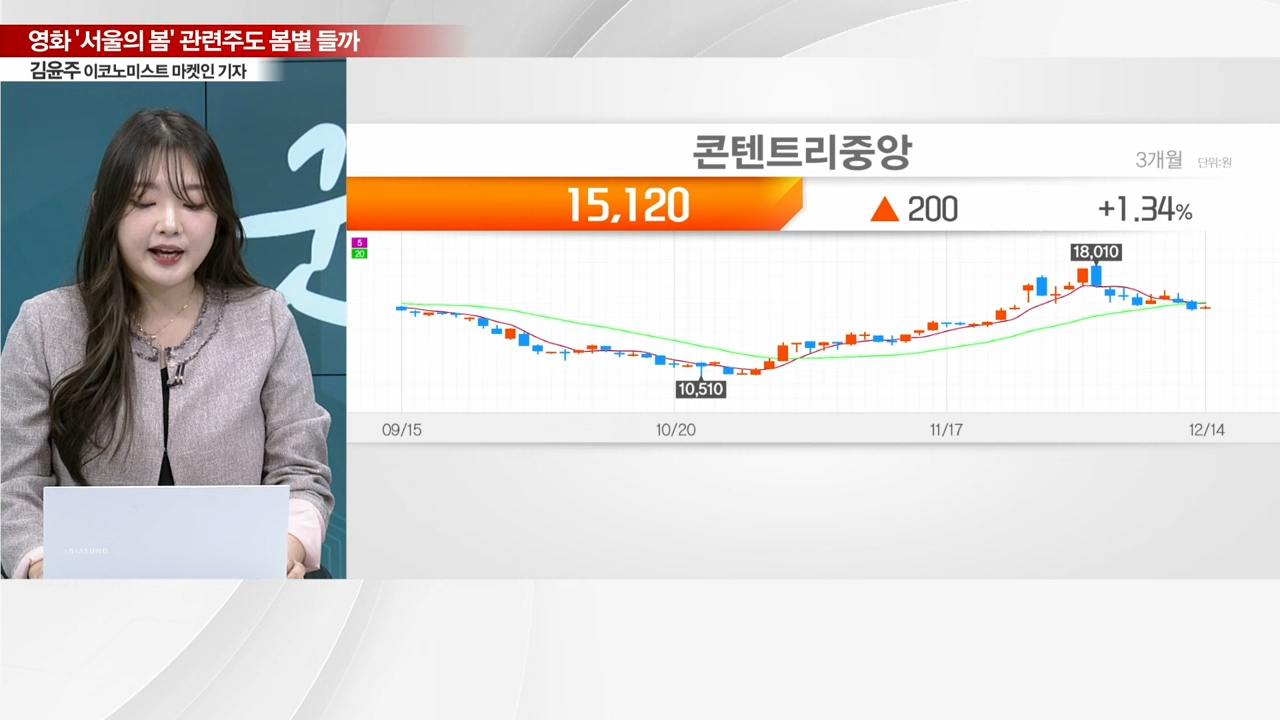 영화 '서울의 봄' 관련주도 봄볕 들까
김윤주 이코노미스트 마켓인 기자
콘텐트리중앙
3개월 단위:원
15,120 ▲ 200 +1.34%
5
20
18,010
10,510
09/15 10/20 11/17 12/14
SAMSUNG